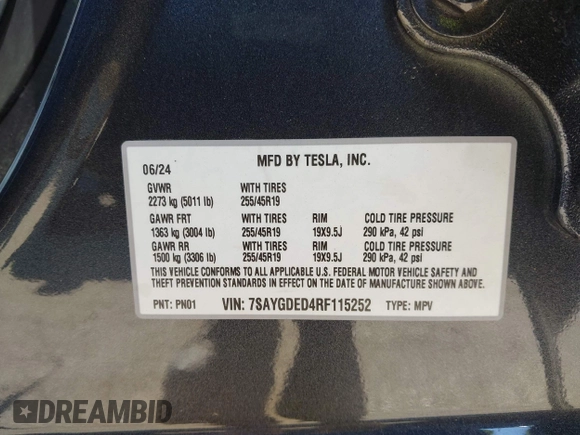 06/24 MFD BY TESLA, INC.
GVWR WITH TIRES
2273 kg (5011 lb) 255/45R19
GAWR FRT WITH TIRES RIM COLD TIRE PRESSURE
1363 kg (3004 lb) 255/45R19 19X9.5J 290 kPa, 42 psi
GAWR RR WITH TIRES RIM COLD TIRE PRESSURE
1500 kg (3306 lb) 255/45R19 19X9.5J 290 kPa, 42 psi
THIS VEHICLE CONFORMS TO ALL APPLICABLE U.S. FEDERAL MOTOR VEHICLE SAFETY AND
THEFT PREVENTION STANDARDS IN EFFECT ON THE DATE OF MANUFACTURE SHOWN ABOVE.
PNT: PN01 VIN: 7SAYGDED4RF115252 TYPE: MPV
DREAMBID